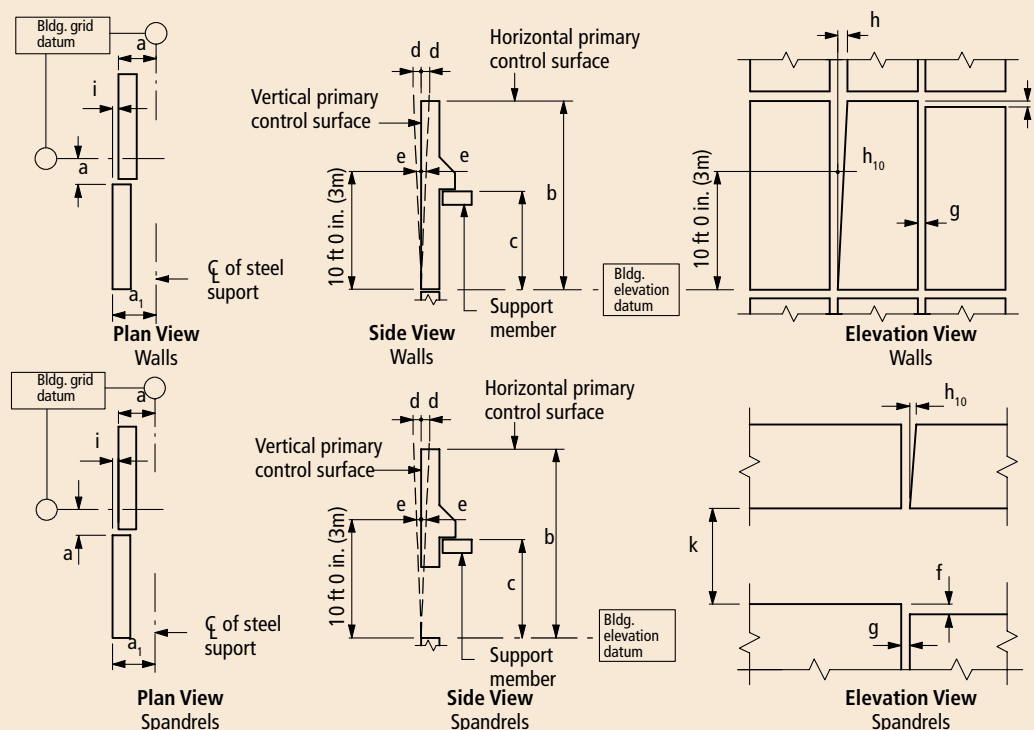 Bldg. grid
datum
a
i
a
℄ of steel
suport
a₁
Plan View
Walls
d d
Horizontal primary
control surface
Vertical primary
control surface
e e
10 ft 0 in. (3m)
b
c
Bldg.
elevation
datum
Support
member
Side View
Walls
h
h₁₀
10 ft 0 in. (3m)
g
Elevation View
Walls
Bldg. grid
datum
a
i
a
℄ of steel
suport
a₁
Plan View
Spandrels
d d
Horizontal primary
control surface
Vertical primary
control surface
e e
10 ft 0 in. (3m)
b
c
Bldg.
elevation
datum
Support
member
Side View
Spandrels
h₁₀
k
f
g
Elevation View
Spandrels